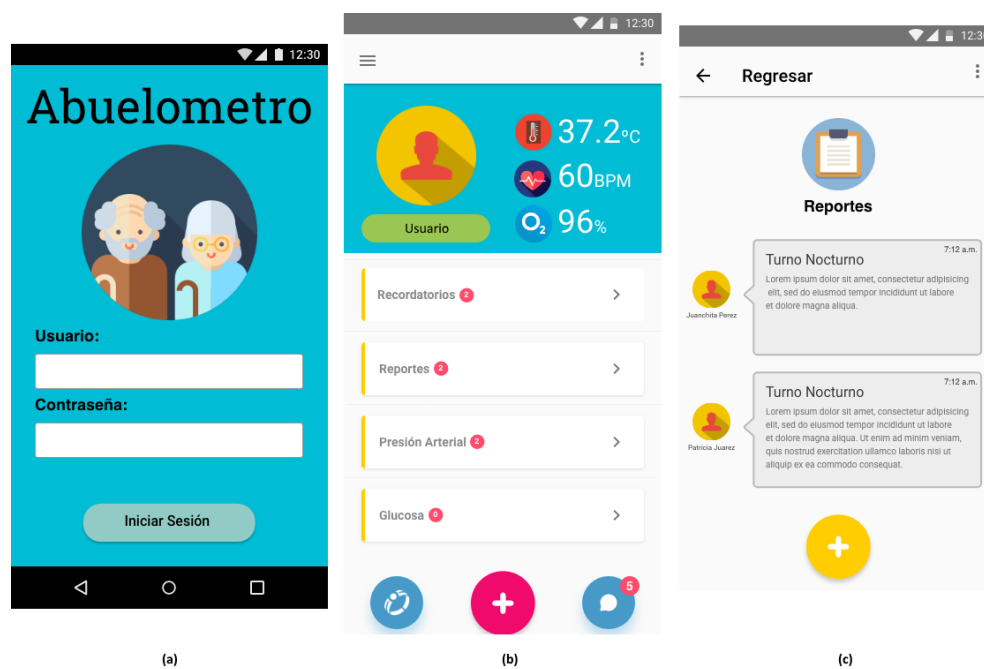 12:30
Abuelometro
Usuario:
Contraseña:
Iniciar Sesión
(a)
12:30
37.2ºC
60BPM
O2 96%
Usuario
Recordatorios 2
Reportes 2
Presión Arterial 2
Glucosa 0
5
(b)
12:30
Regresar
Reportes
7:12 a.m.
Turno Nocturno
Lorem ipsum dolor sit amet, consectetur adipisicing
elit, sed do eiusmod tempor incididunt ut labore
et dolore magna aliqua.
Juanchita Perez
7:12 a.m.
Turno Nocturno
Lorem ipsum dolor sit amet, consectetur adipisicing
elit, sed do eiusmod tempor incididunt ut labore
et dolore magna aliqua. Ut enim ad minim veniam,
quis nostrud exercitation ullamco laboris nisi ut
aliquip ex ea commodo consequat.
Patricia Juarez
(c)